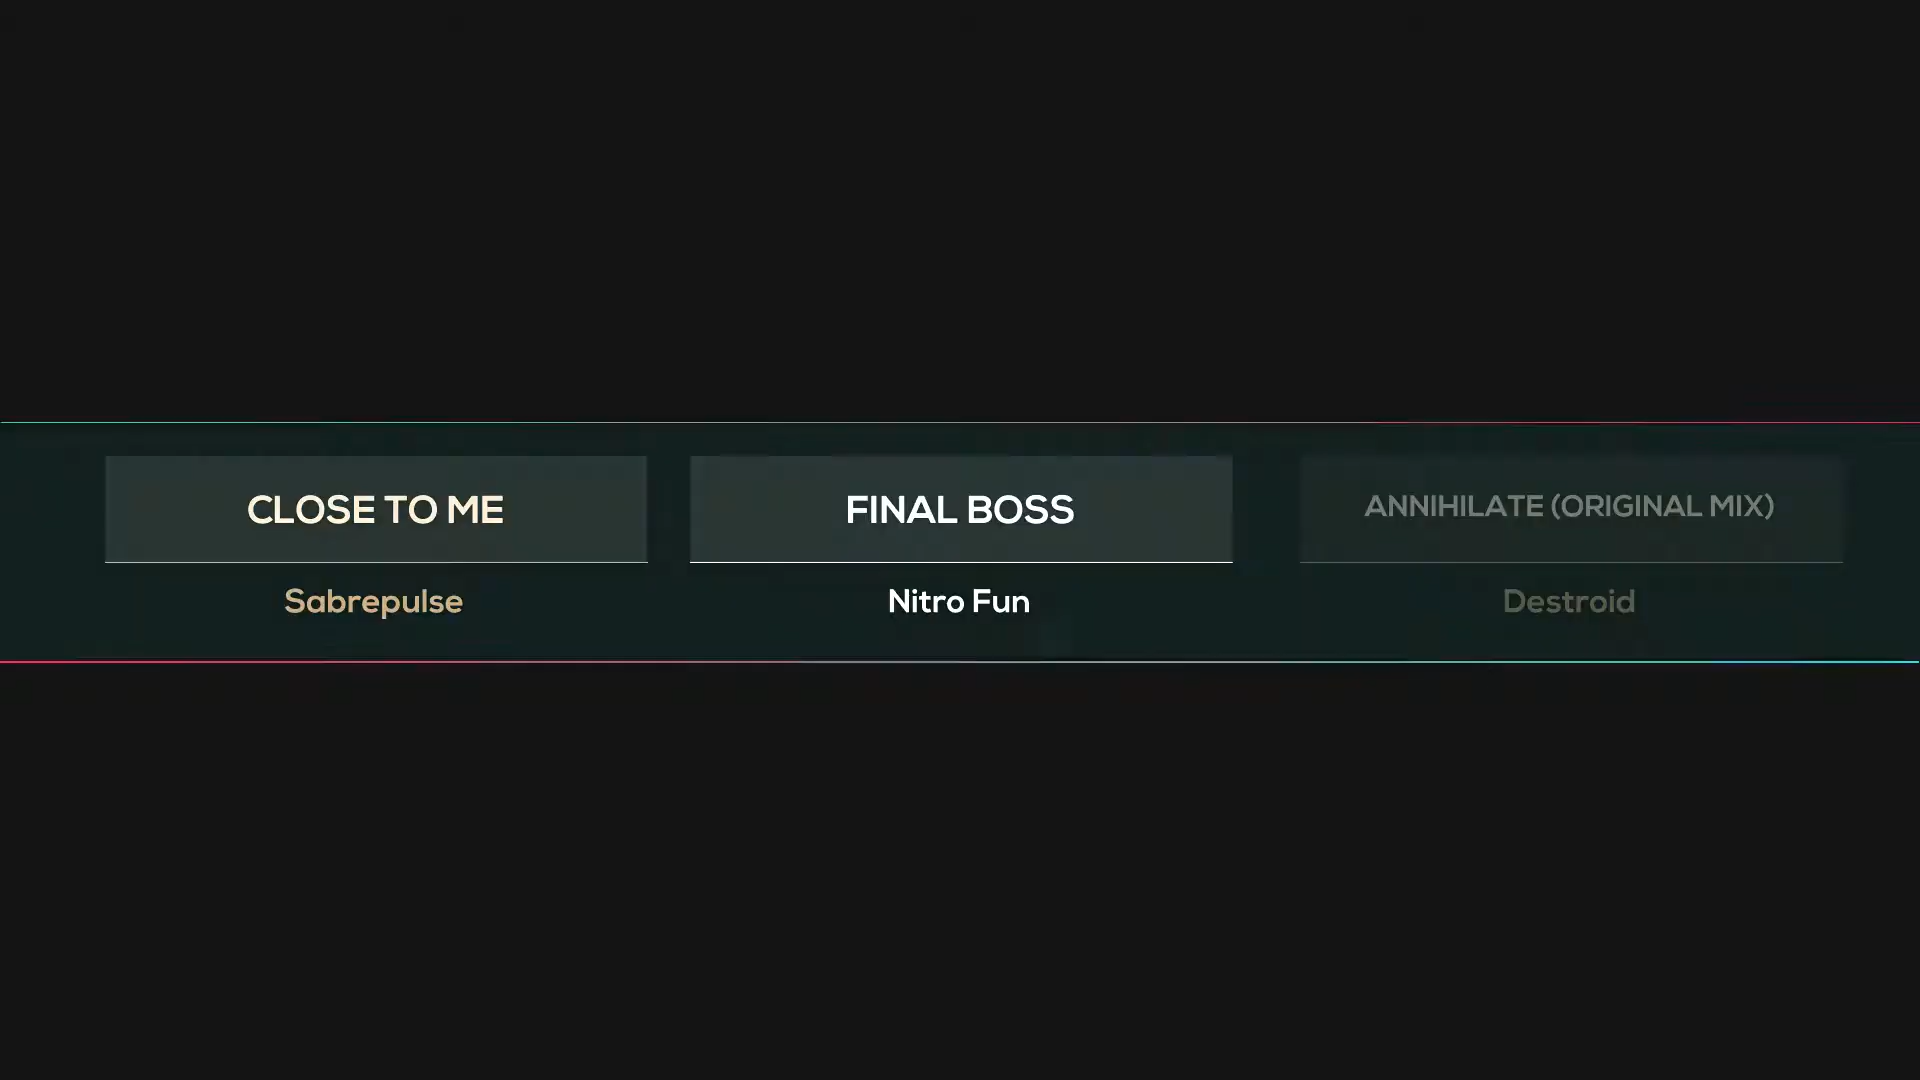 CLOSE TO ME
Sabrepulse
FINAL BOSS
Nitro Fun
ANNIHILATE (ORIGINAL MIX)
Destroid